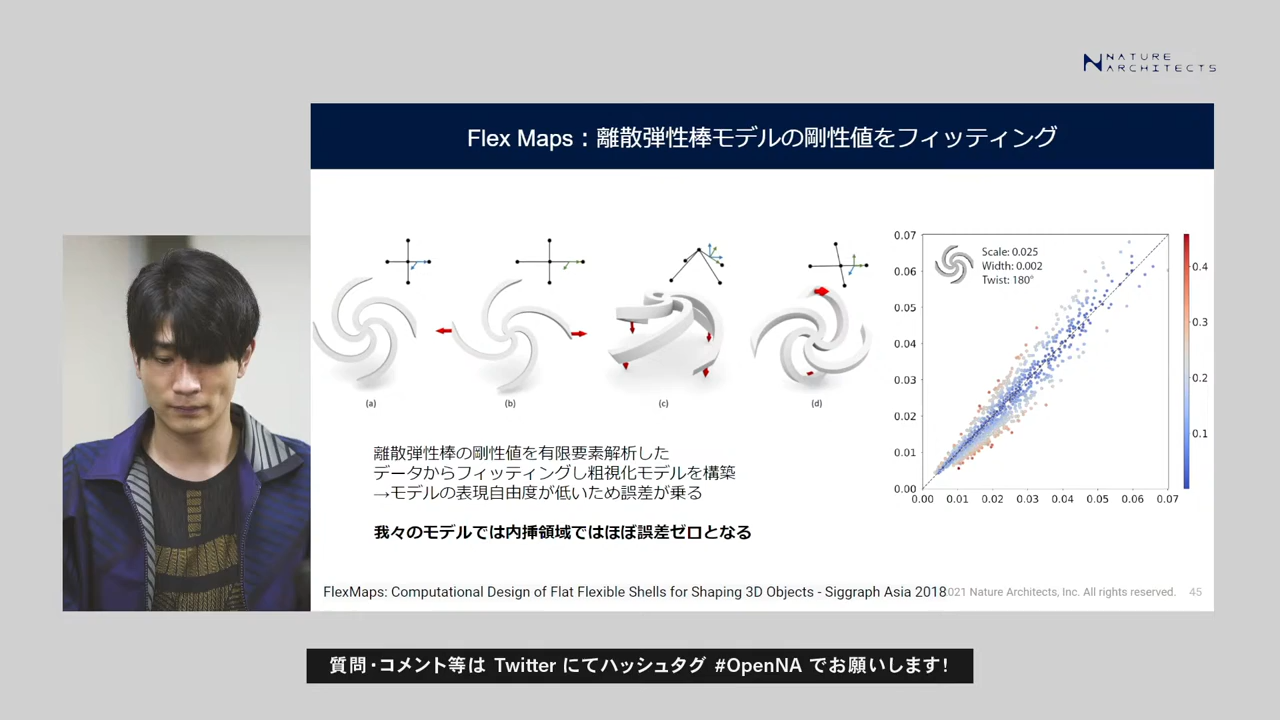 NATURE
ARCHITECTS
Flex Maps：離散弾性棒モデルの剛性値をフィッティング
(a)
(b)
(c)
(d)
0.07
0.06
0.05
0.04
0.03
0.02
0.01
0.00
Scale: 0.025
Width: 0.002
Twist: 180°
0.00 0.01 0.02 0.03 0.04 0.05 0.06 0.07
0.4
0.3
0.2
0.1
離散弾性棒の剛性値を有限要素解析した
データからフィッティングし粗視化モデルを構築
→モデルの表現自由度が低いため誤差が乗る
我々のモデルでは内挿領域ではほぼ誤差ゼロとなる
FlexMaps: Computational Design of Flat Flexible Shells for Shaping 3D Objects - Siggraph Asia 2018
021 Nature Architects, Inc. All rights reserved. 45
質問・コメント等は Twitter にてハッシュタグ #OpenNA でお願いします!